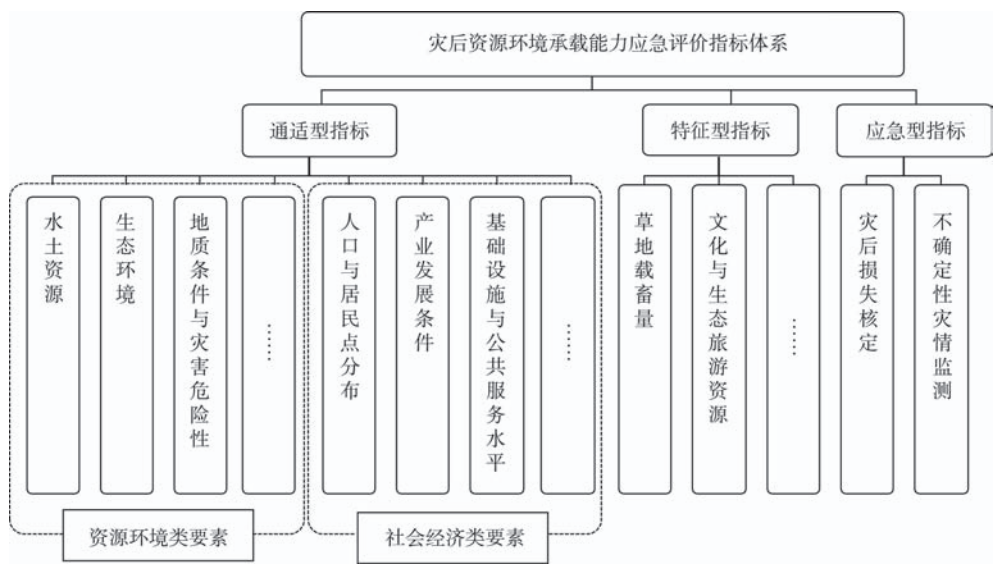 灾后资源环境承载能力应急评价指标体系
通适型指标
特征型指标
应急型指标
水土资源
生态环境
地质条件与灾害危险性
……
人口与居民点分布
产业发展条件
基础设施与公共服务水平
……
草地载畜量
文化与生态旅游资源
……
灾后损失核定
不确定性灾情监测
资源环境类要素
社会经济类要素